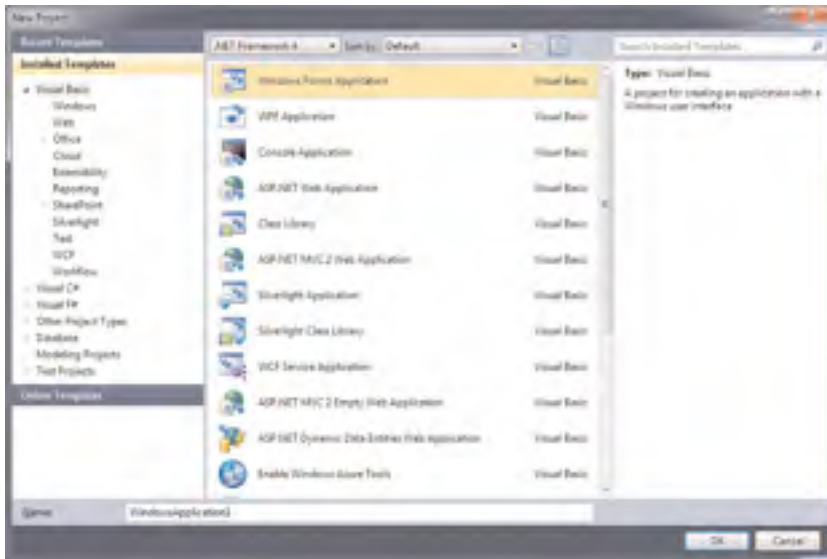 New Project
Recent Templates
.NET Framework 4
Sort by: Default
Search Installed Templates
Installed Templates
Visual Basic
Windows
Web
Office
Cloud
Extensibility
Reporting
SharePoint
Silverlight
Test
WCF
Workflow
Visual C#
Visual F#
Other Project Types
Database
Modeling Projects
Test Projects
Online Templates
Windows Forms Application Visual Basic
WPF Application Visual Basic
Console Application Visual Basic
ASP.NET Web Application Visual Basic
Class Library Visual Basic
ASP.NET MVC 2 Web Application Visual Basic
Silverlight Application Visual Basic
Silverlight Class Library Visual Basic
WCF Service Application Visual Basic
ASP.NET MVC 2 Empty Web Application Visual Basic
ASP.NET Dynamic Data Entities Web Application Visual Basic
Enable Windows Azure Tools Visual Basic
Type: Visual Basic
A project for creating an application with a
Windows user interface
Name: WindowsApplication1
OK Cancel